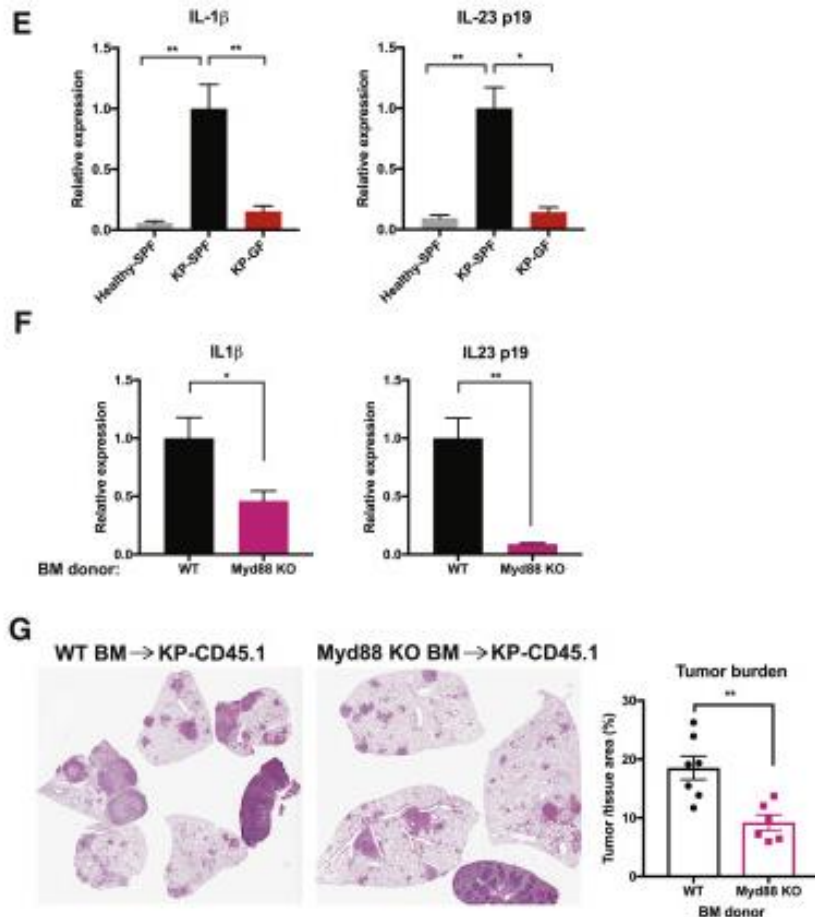 E
IL-1β
IL-23 p19
** **
** *
Relative expression
1.5
1.0
0.5
0.0
Healthy-SPF
KP-SPF
KP-GF
Relative expression
1.5
1.0
0.5
0.0
Healthy-SPF
KP-SPF
KP-GF
F
IL1β
IL23 p19
*
**
Relative expression
1.5
1.0
0.5
0.0
Relative expression
1.5
1.0
0.5
0.0
BM donor: WT Myd88 KO
WT Myd88 KO
G
WT BM → KP-CD45.1
Myd88 KO BM → KP-CD45.1
Tumor burden
**
Tumor /tissue area (%)
30
20
10
0
WT Myd88 KO
BM donor